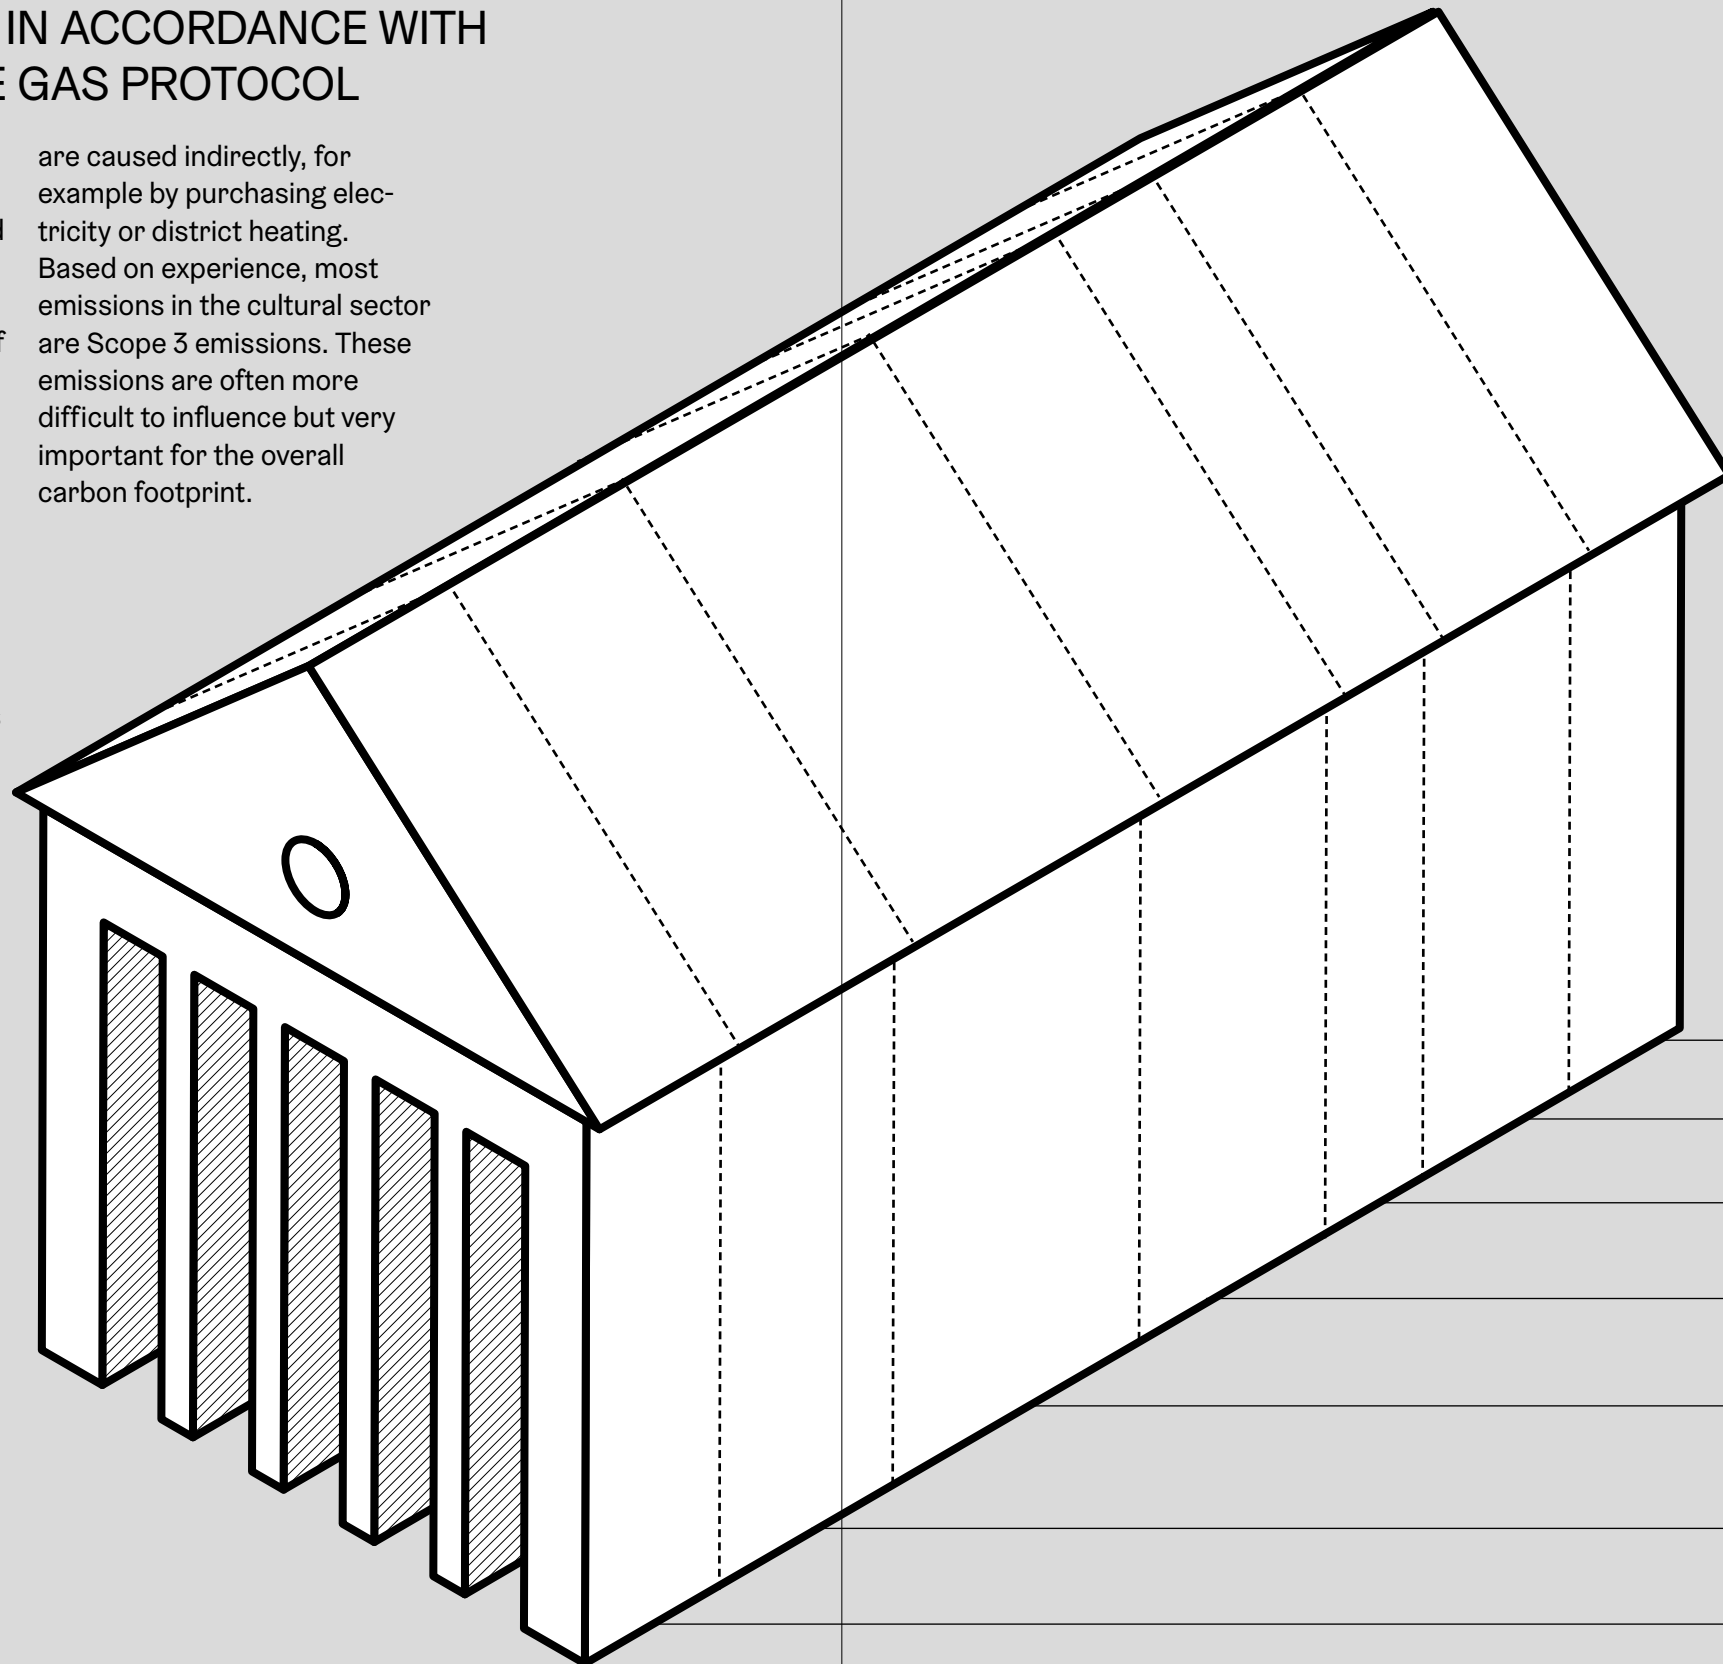 IN ACCORDANCE WITH
GAS PROTOCOL
are caused indirectly, for
example by purchasing elec-
tricity or district heating.
Based on experience, most
emissions in the cultural sector
are Scope 3 emissions. These
emissions are often more
difficult to influence but very
important for the overall
carbon footprint.